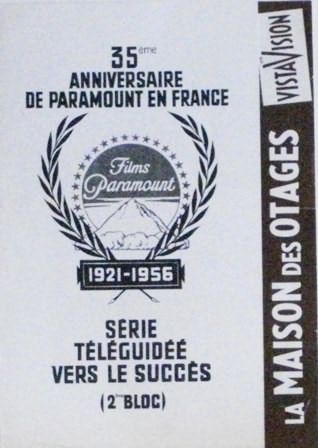 35ème
ANNIVERSAIRE
DE PARAMOUNT EN FRANCE
Films
Paramount
1921-1956
SÉRIE
TÉLÉGUIDÉE
VERS LE SUCCÈS
(2ème BLOC)
LA MAISON DES OTAGES
VISTAVISION